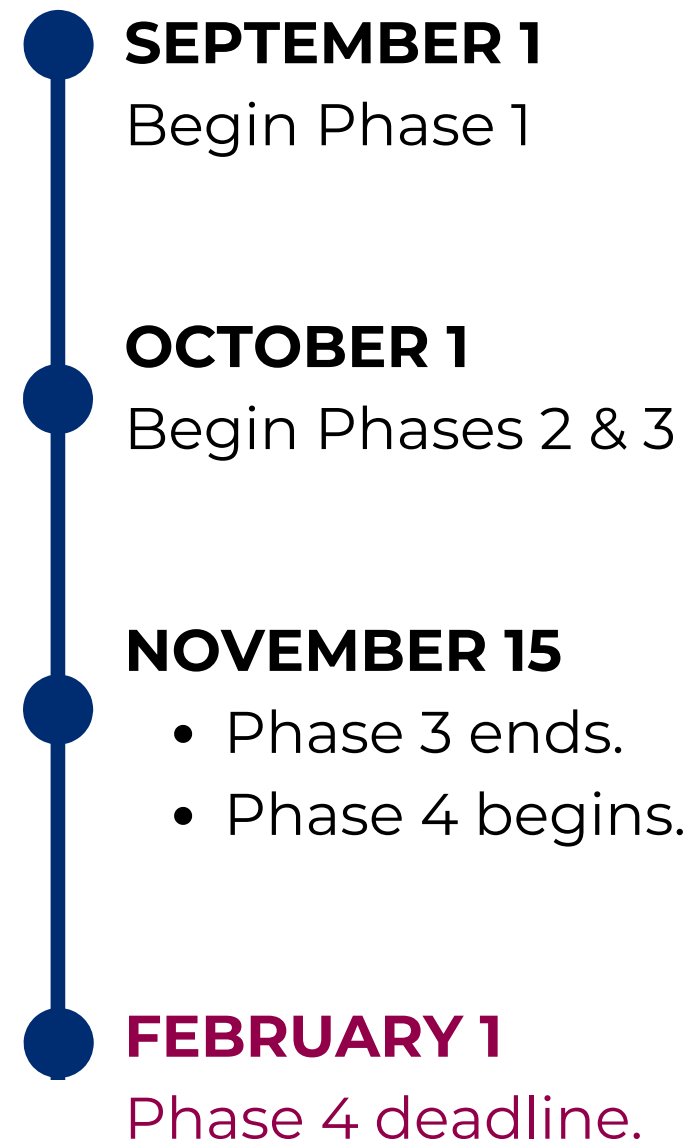 SEPTEMBER 1
Begin Phase 1
OCTOBER 1
Begin Phases 2 & 3
NOVEMBER 15
• Phase 3 ends.
• Phase 4 begins.
FEBRUARY 1
Phase 4 deadline.